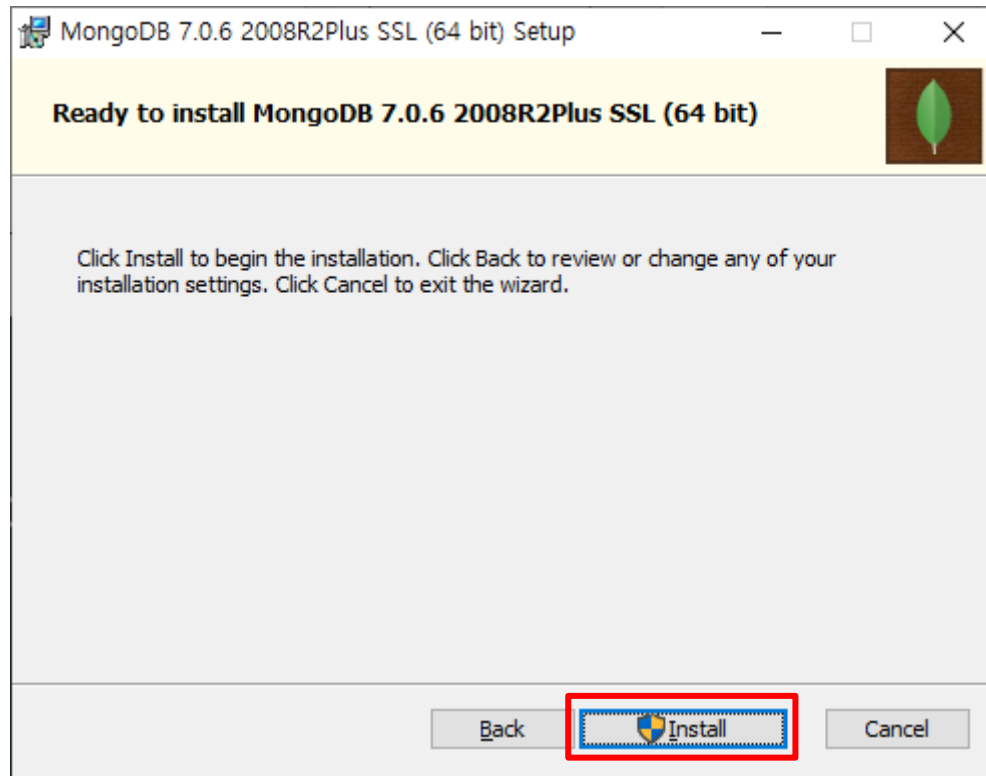 MongoDB 7.0.6 2008R2Plus SSL (64 bit) Setup
Ready to install MongoDB 7.0.6 2008R2Plus SSL (64 bit)
Click Install to begin the installation. Click Back to review or change any of your
installation settings. Click Cancel to exit the wizard.
Back
Install
Cancel